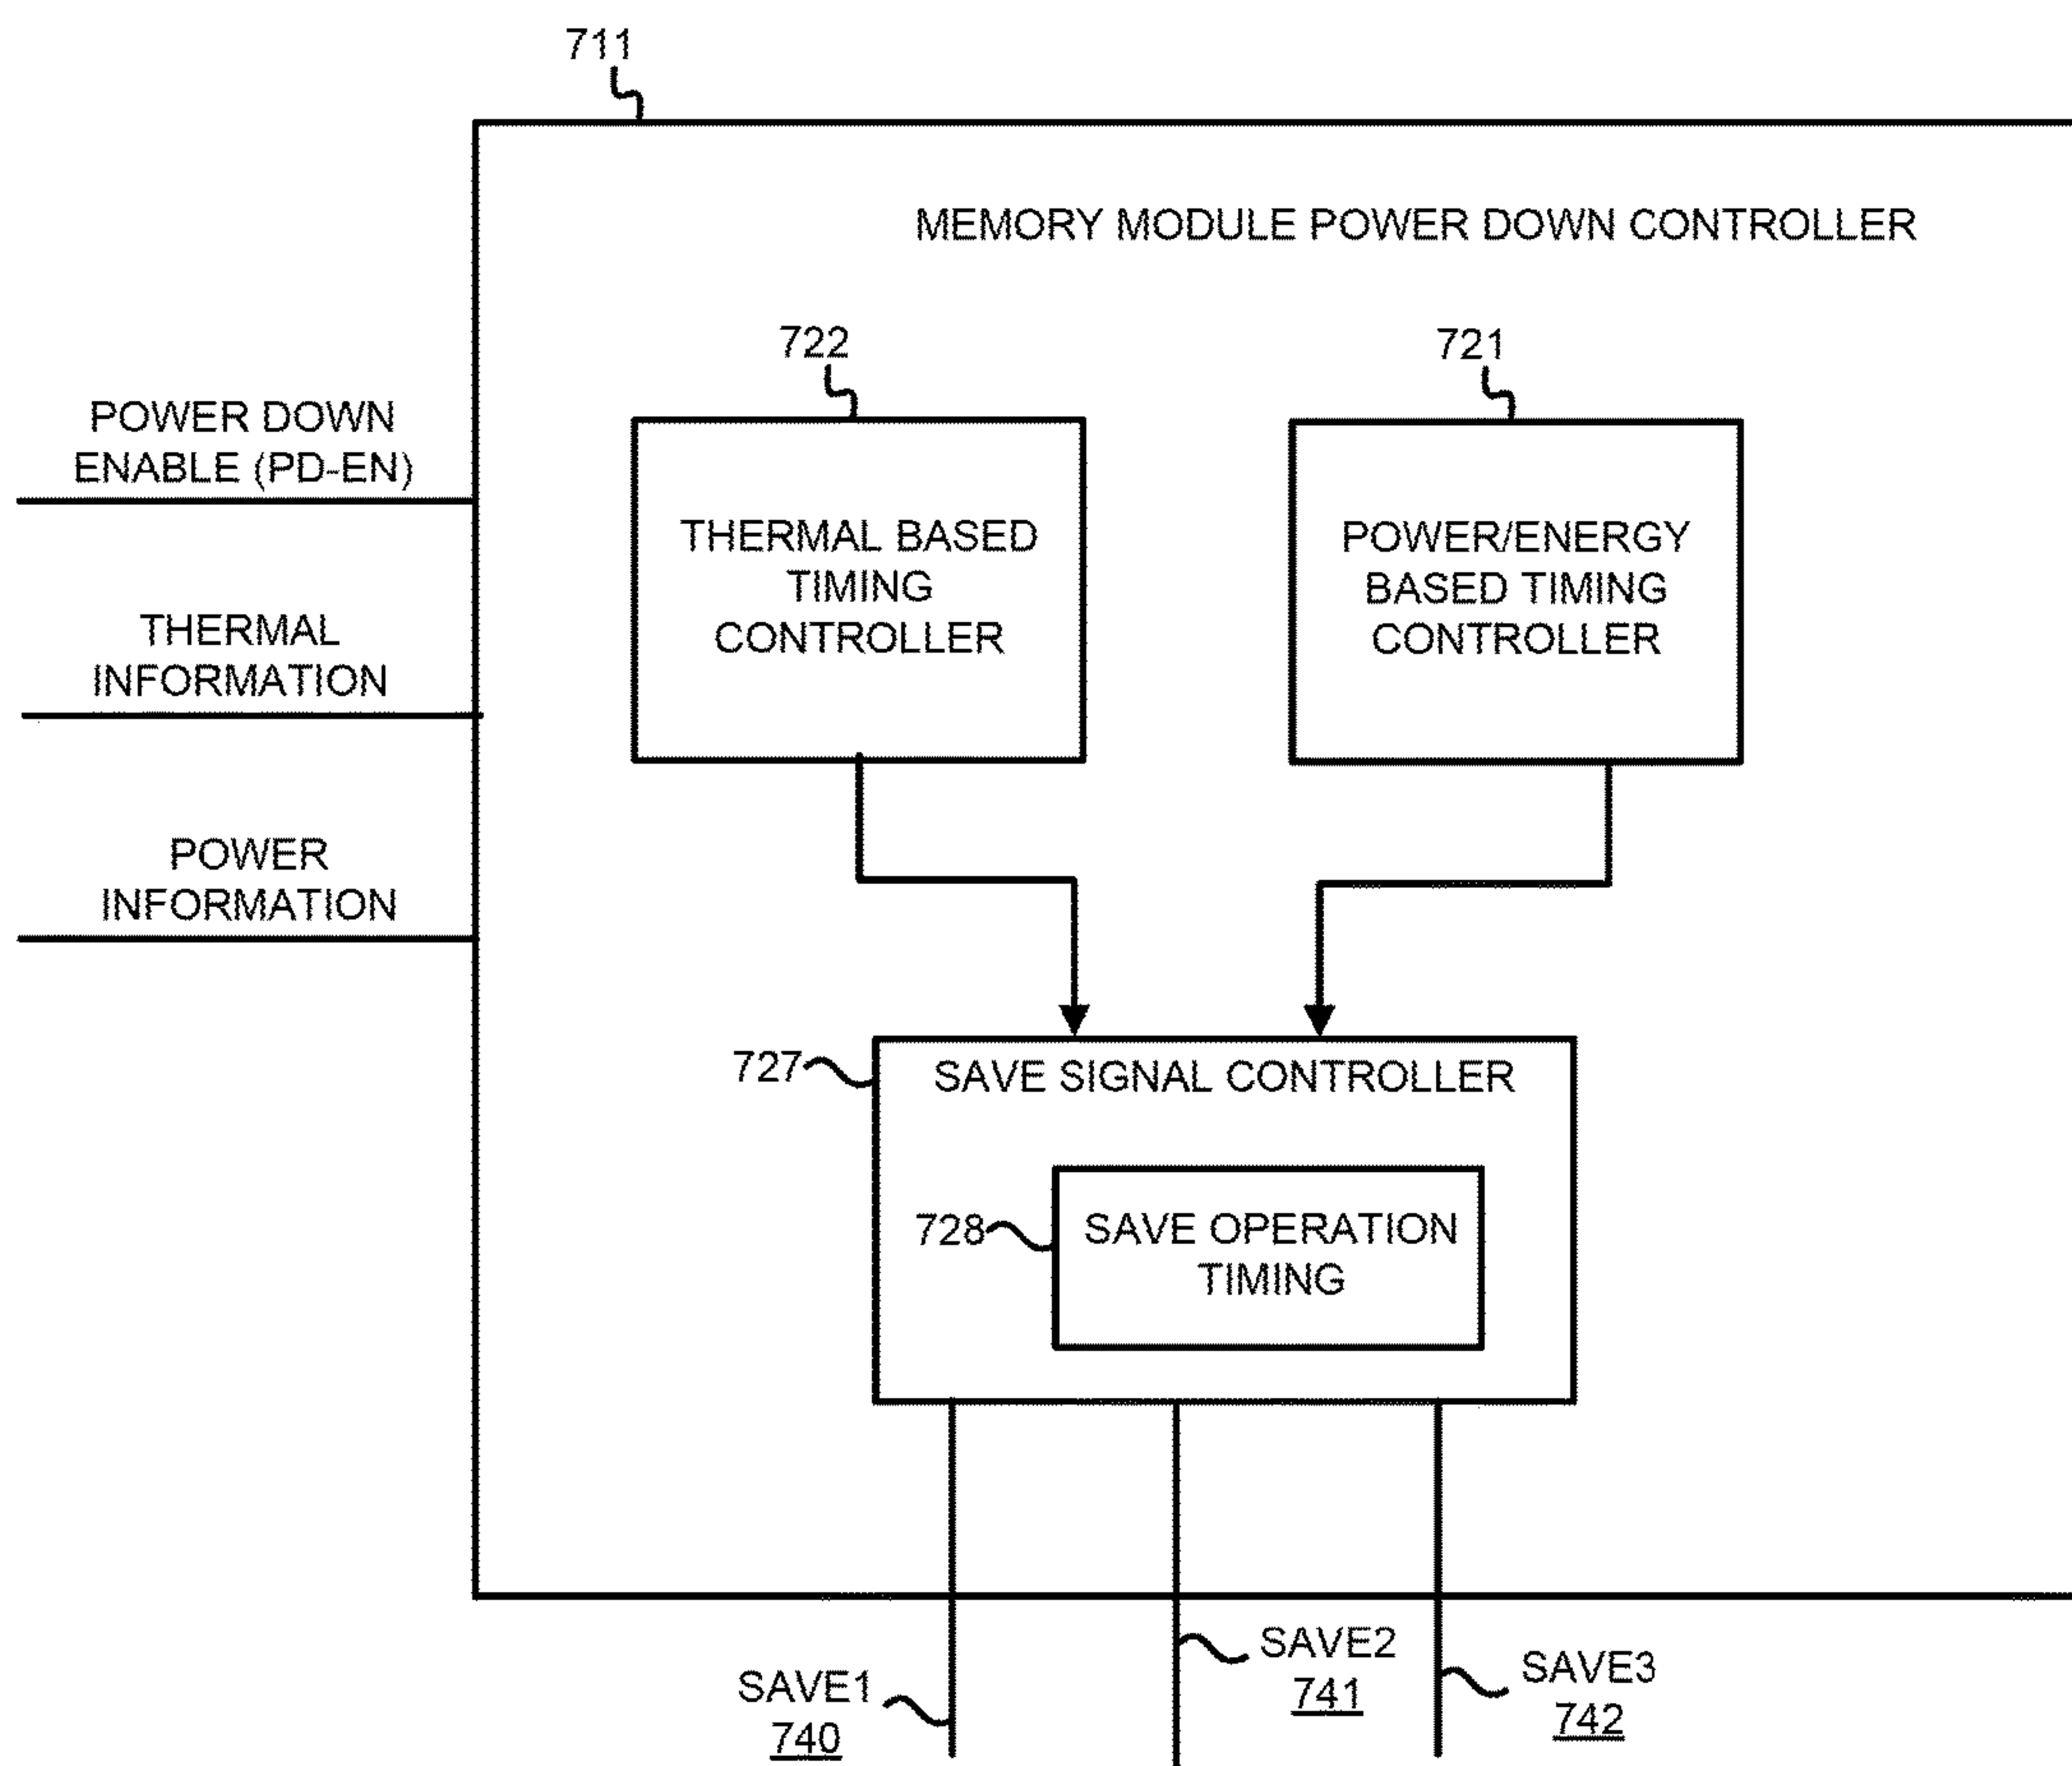 711
MEMORY MODULE POWER DOWN CONTROLLER
722
721
POWER DOWN
ENABLE (PD-EN)
THERMAL BASED
TIMING
CONTROLLER
POWER/ENERGY
BASED TIMING
CONTROLLER
THERMAL
INFORMATION
POWER
INFORMATION
727
SAVE SIGNAL CONTROLLER
728
SAVE OPERATION
TIMING
SAVE1
740
SAVE2
741
SAVE3
742